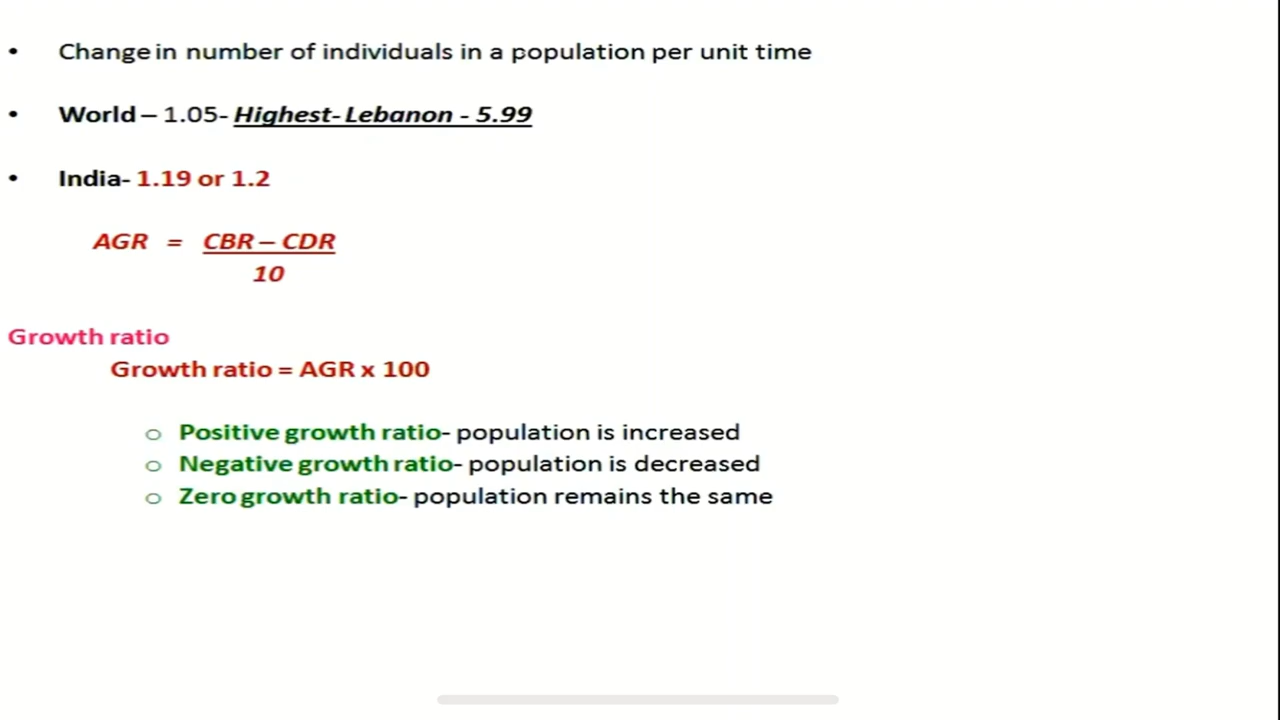 • Change in number of individuals in a population per unit time
• World – 1.05- Highest- Lebanon - 5.99
• India- 1.19 or 1.2
AGR = CBR – CDR
10
Growth ratio
Growth ratio = AGR x 100
o Positive growth ratio- population is increased
o Negative growth ratio- population is decreased
o Zero growth ratio- population remains the same